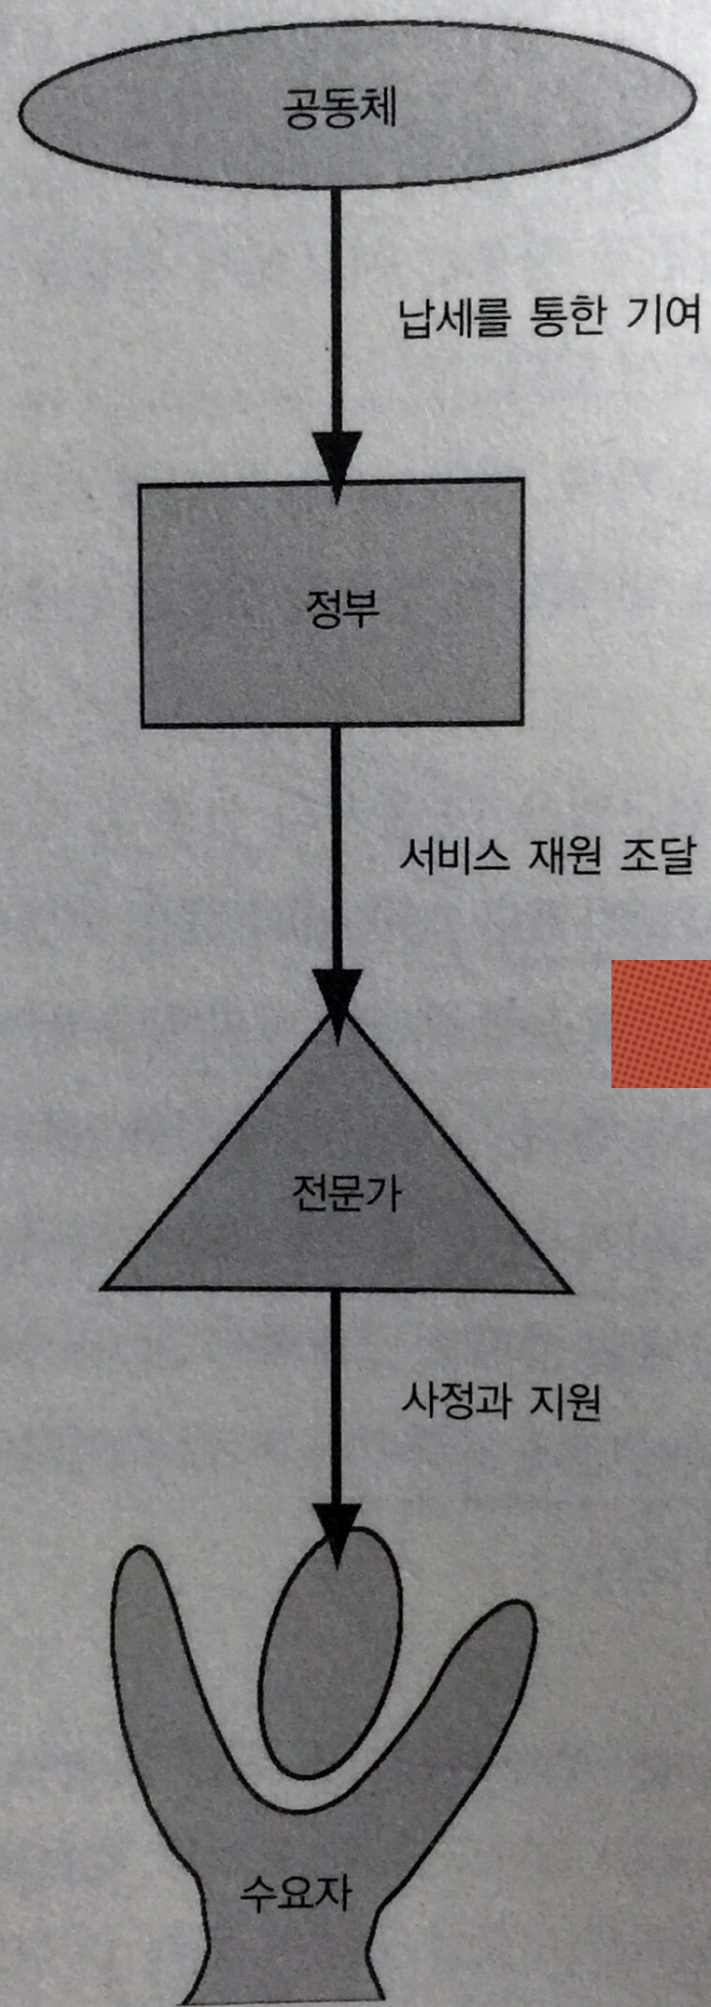 공동체
납세를 통한 기여
정부
서비스 재원 조달
전문가
사정과 지원
수요자